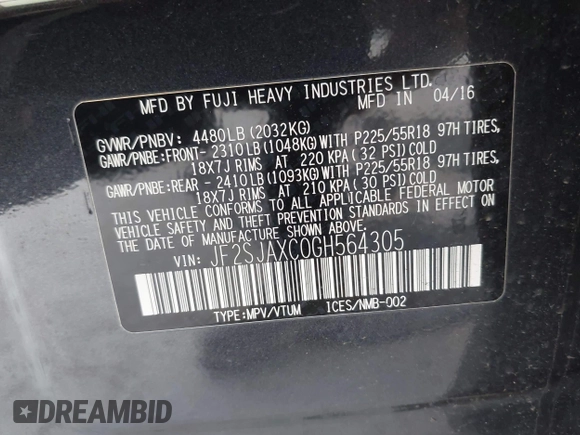 MFD BY FUJI HEAVY INDUSTRIES LTD.
MFD IN 04/16
GVWR/PNBV: 4480LB (2032KG)
GAWR/PNBE: FRONT- 2310LB (1048KG) WITH P225/55R18 97H TIRES,
18X7J RIMS AT 220 KPA (32 PSI) COLD
GAWR/PNBE: REAR - 2410LB (1093KG) WITH P225/55R18 97H TIRES,
18X7J RIMS AT 210 KPA (30 PSI) COLD
THIS VEHICLE CONFORMS TO ALL APPLICABLE FEDERAL MOTOR
VEHICLE SAFETY AND THEFT PREVENTION STANDARDS IN EFFECT
ON THE DATE OF MANUFACTURE SHOWN ABOVE.
VIN: JF2SJAXC0GH564305
TYPE:MPV/VTUM ICES/NMB-002
DREAMBID